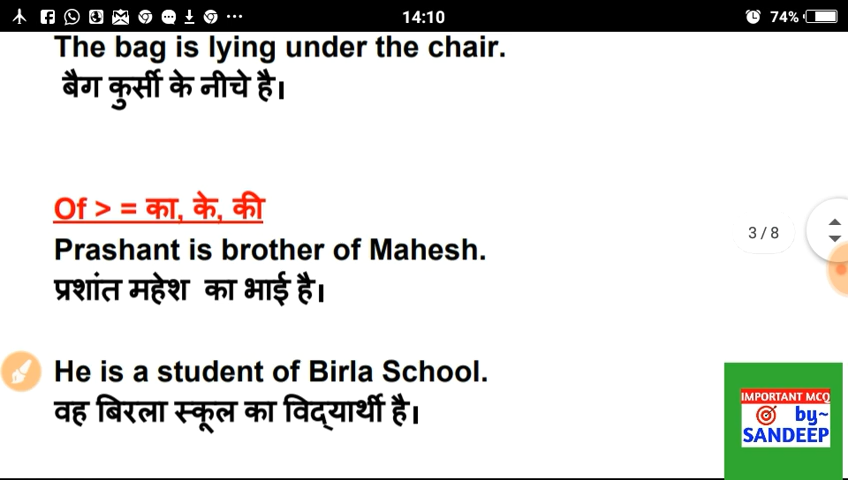 14:10
74%
The bag is lying under the chair.
बैग कुर्सी के नीचे है।
Of > = का, के, की
Prashant is brother of Mahesh.
3 / 8
प्रशांत महेश का भाई है।
He is a student of Birla School.
वह बिरला स्कूल का विद्यार्थी है।
IMPORTANT MCQ
by~
SANDEEP